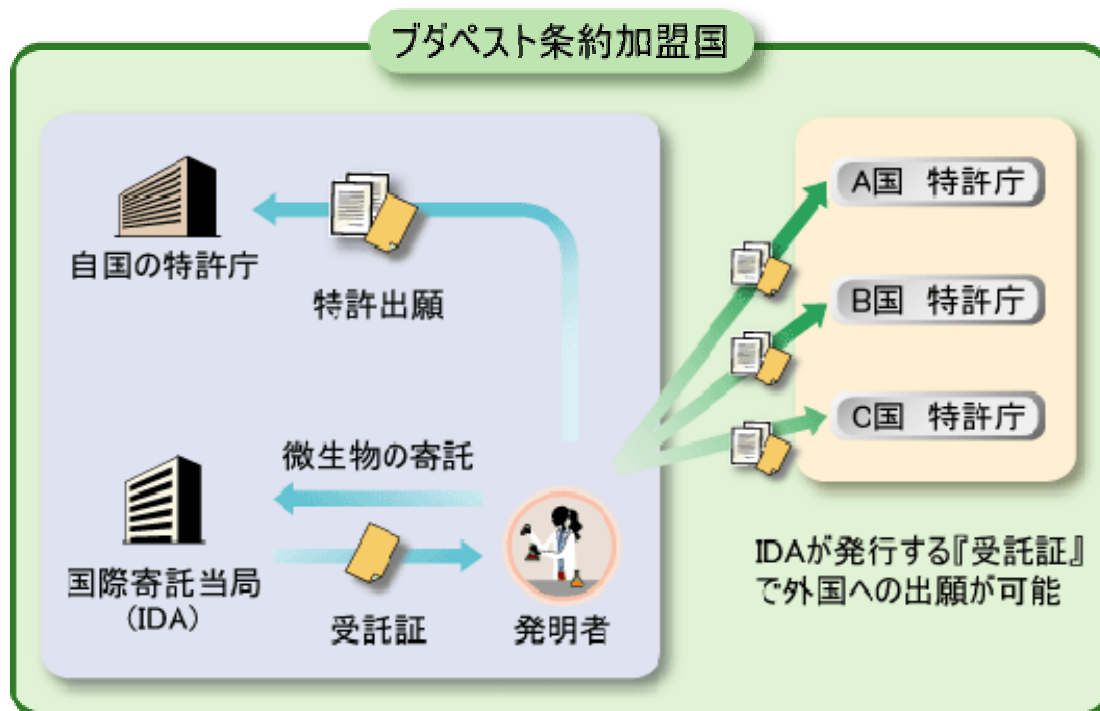 ブダペスト条約加盟国
自国の特許庁
特許出願
微生物の寄託
国際寄託当局
(IDA)
受託証
発明者
A国 特許庁
B国 特許庁
C国 特許庁
IDAが発行する『受託証』
で外国への出願が可能